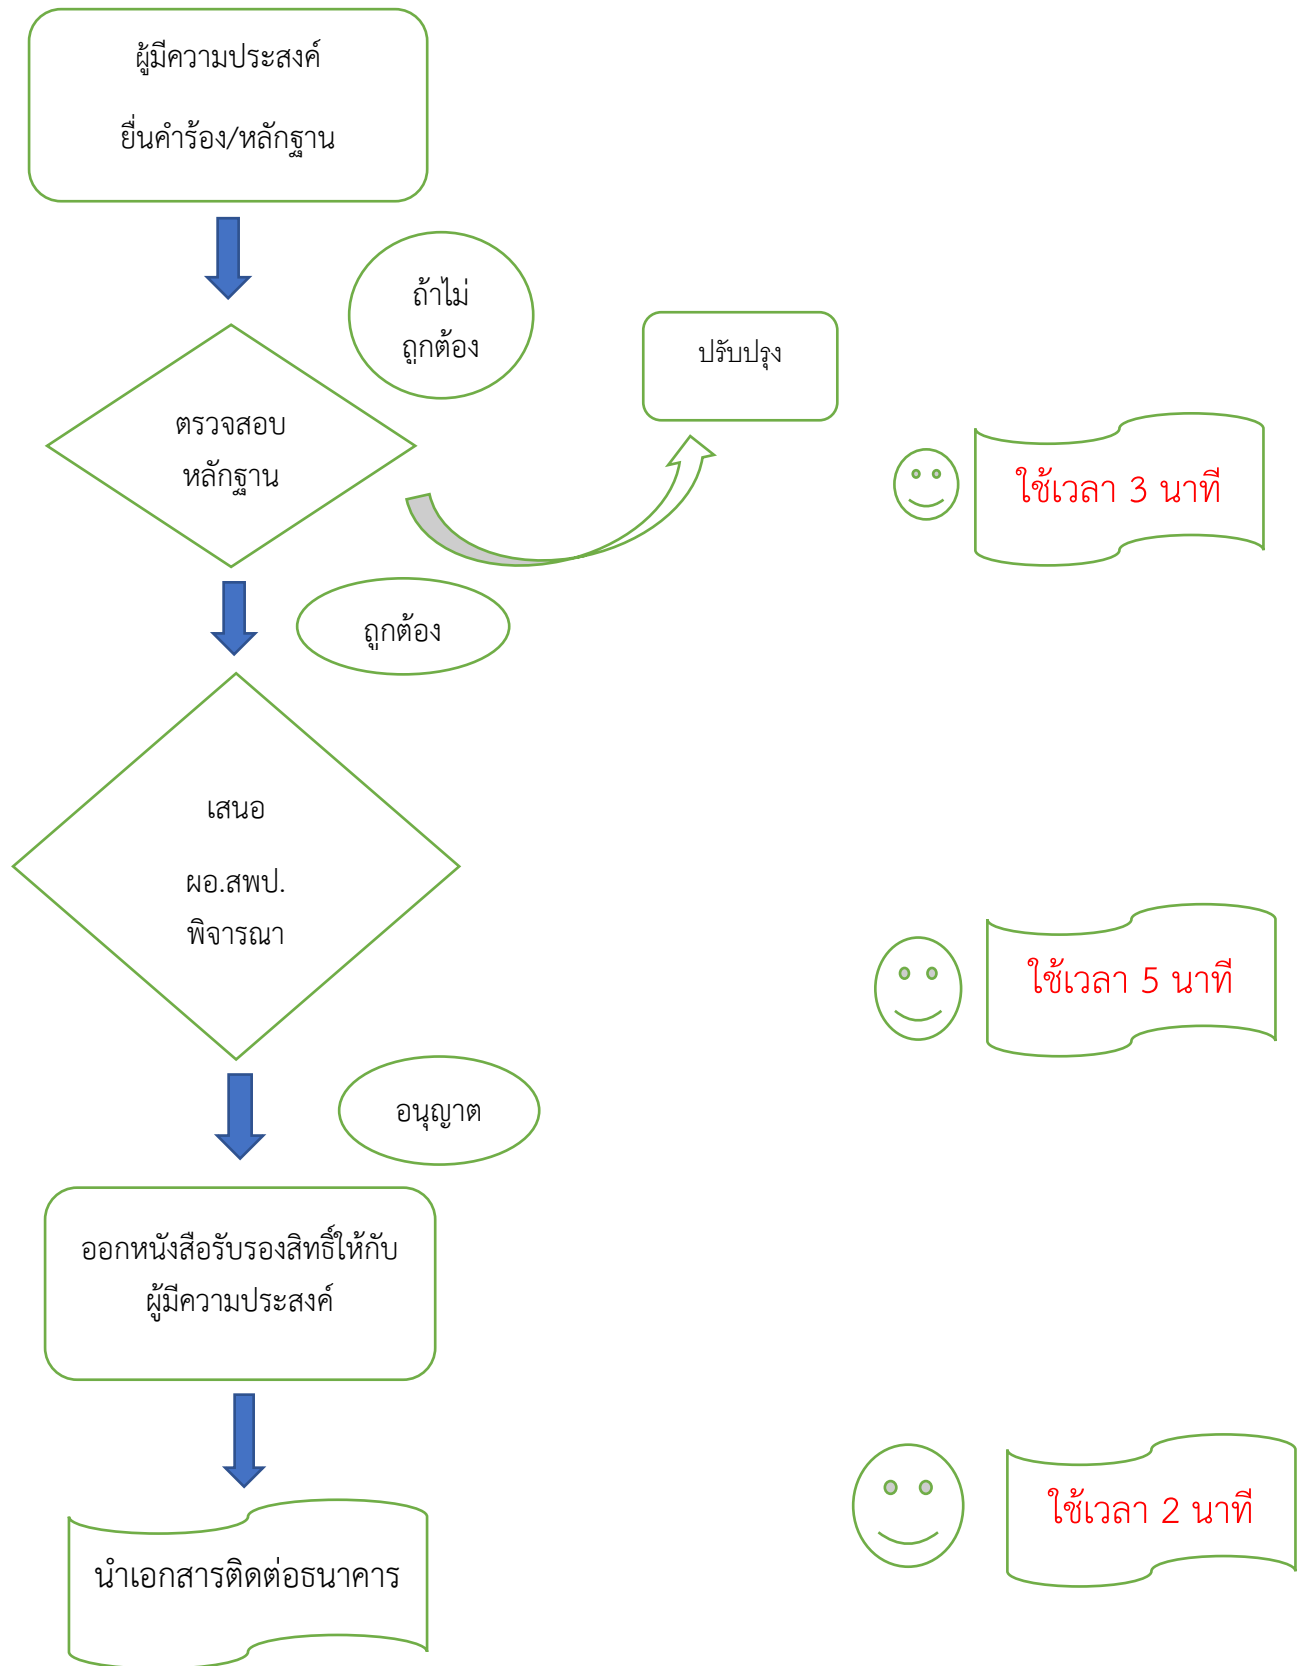 ผู้มีความประสงค์
ยื่นคำร้อง/หลักฐาน
ถ้าไม่
ถูกต้อง
ปรับปรุง
ตรวจสอบ
หลักฐาน
ใช้เวลา 3 นาที
ถูกต้อง
เสนอ
ผอ.สพป.
พิจารณา
ใช้เวลา 5 นาที
อนุญาต
ออกหนังสือรับรองสิทธิ์ให้กับ
ผู้มีความประสงค์
ใช้เวลา 2 นาที
นำเอกสารติดต่อธนาคาร